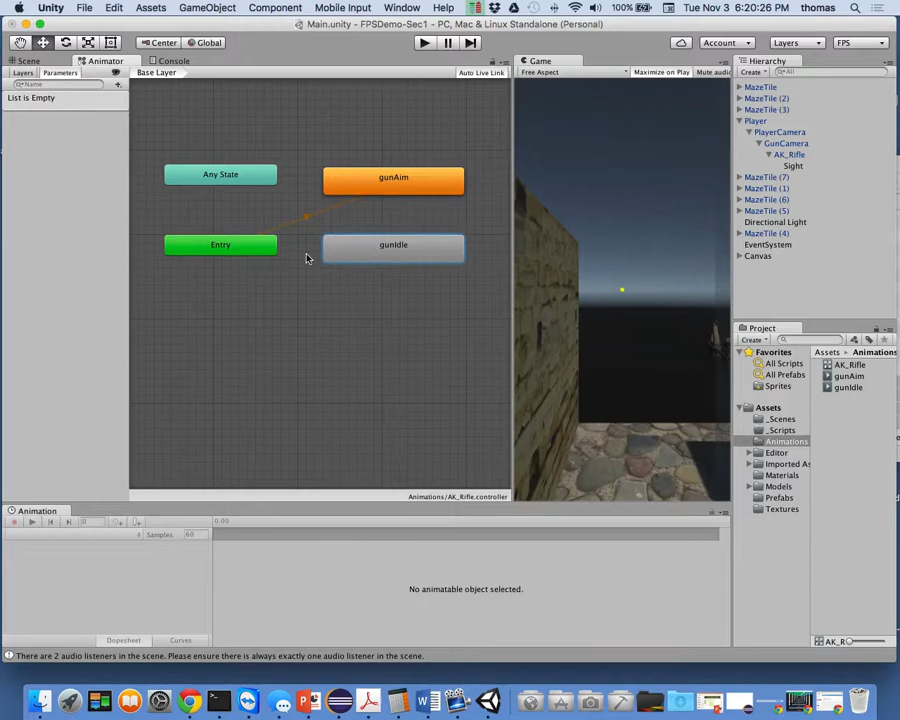 Unity File Edit Assets GameObject Component Mobile Input Window Help 100% Tue Nov 3 6:20:26 PM thomas
Main.unity - FPSDemo-Sec1 - PC, Mac & Linux Standalone (Personal)
Center Global Account Layers FPS
Scene Animator Console Game Hierarchy
Layers Parameters Base Layer Auto Live Link Free Aspect Maximize on Play Mute audio Create All
Name
List is Empty
Any State
gunAim
Entry
gunIdle
Animations/AK_Rifle.controller
MazeTile
MazeTile (2)
MazeTile (3)
Player
PlayerCamera
GunCamera
AK_Rifle
Sight
MazeTile (7)
MazeTile (1)
MazeTile (6)
MazeTile (5)
Directional Light
MazeTile (4)
EventSystem
Canvas
Project
Create
Favorites
All Scripts
All Prefabs
Sprites
Assets
_Scenes
_Scripts
Animations
Editor
Imported As
Materials
Models
Prefabs
Textures
Assets Animations
AK_Rifle
gunAim
gunIdle
AK_R
Animation
0 0:00
Samples 60
No animatable object selected.
Dopesheet Curves
There are 2 audio listeners in the scene. Please ensure there is always exactly one audio listener in the scene.